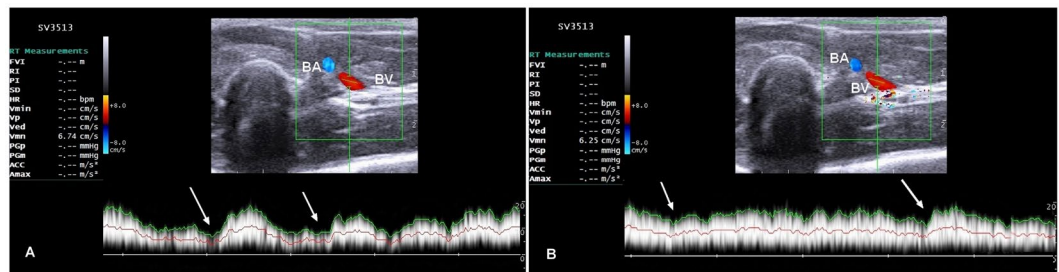 SV3513
RT Measurements
FVI -.-- m
RI -.--
PI -.--
SD -.--
HR -.-- bpm
Vmin -.-- cm/s
Vp -.-- cm/s
Ved -.-- cm/s
Vmn 6.74 cm/s
PGp -.-- mmHg
PGm -.-- mmHg
ACC -.-- m/s²
Amax -.-- m/s²
+8.0
-8.0
cm/s
BA
BV
20
A
SV3513
RT Measurements
FVI -.-- m
RI -.--
PI -.--
SD -.--
HR -.-- bpm
Vmin -.-- cm/s
Vp -.-- cm/s
Ved -.-- cm/s
Vmn 6.25 cm/s
PGp -.-- mmHg
PGm -.-- mmHg
ACC -.-- m/s²
Amax -.-- m/s²
+8.0
-8.0
cm/s
BA
BV
20
B